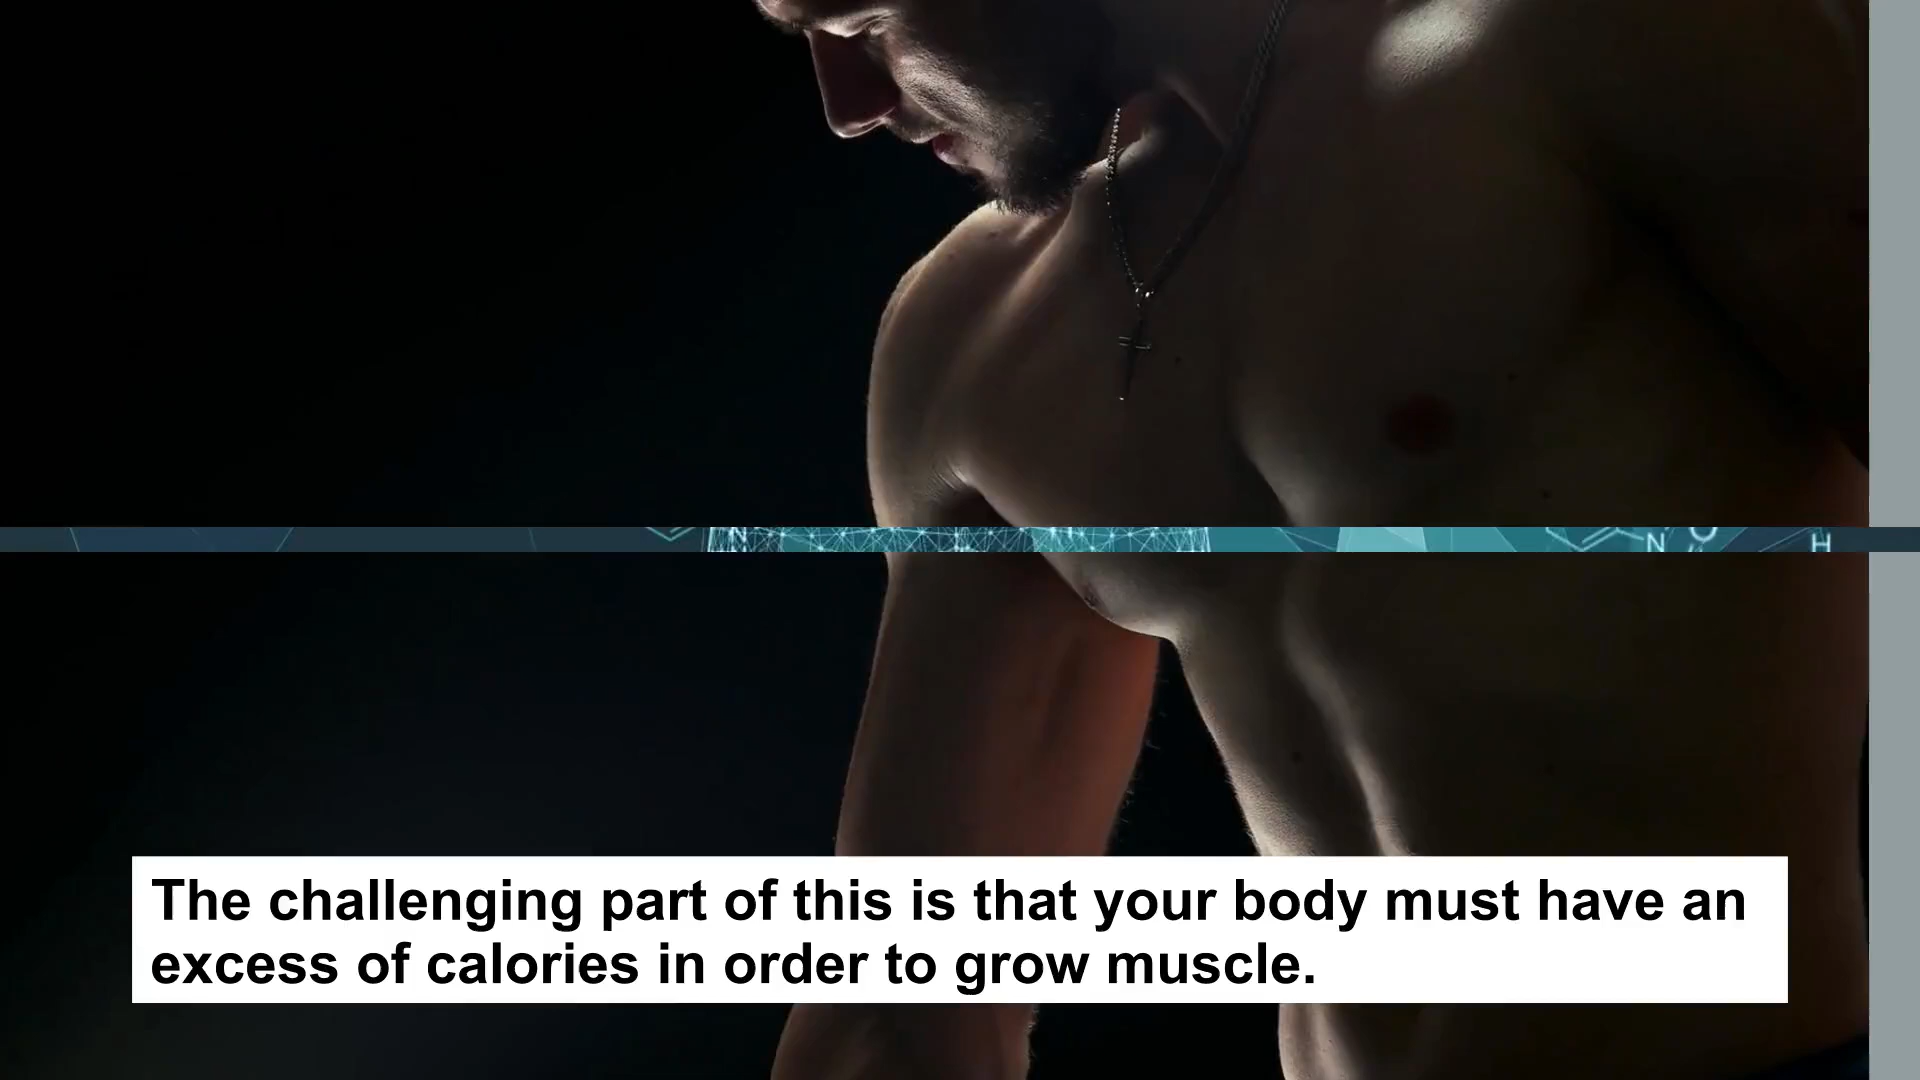 N N H
The challenging part of this is that your body must have an
excess of calories in order to grow muscle.